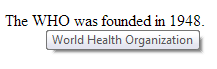 The WHO was founded in 1948.
World Health Organization